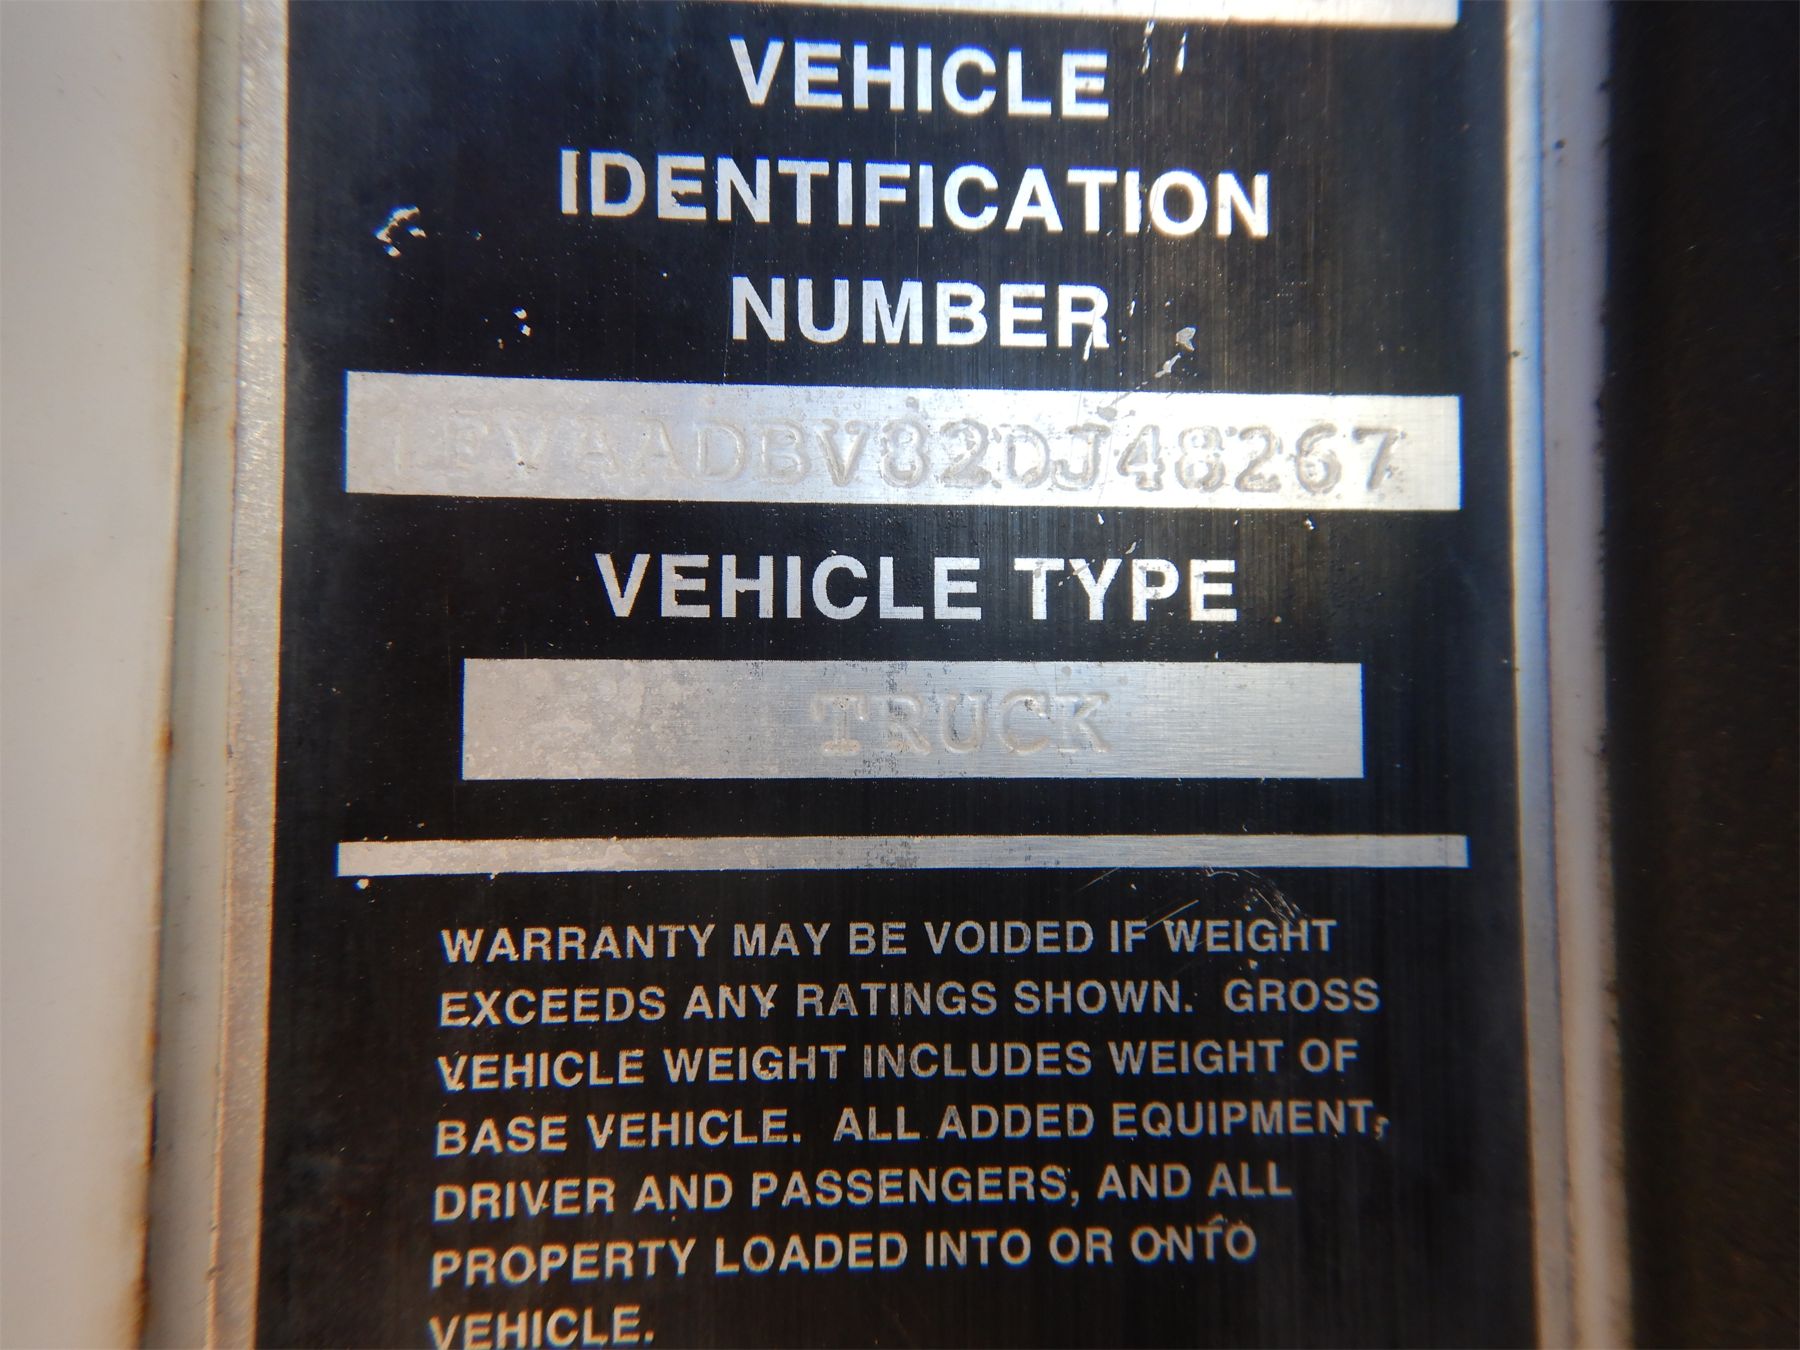 VEHICLE
IDENTIFICATION
NUMBER
1FVAADBV82DJ48267
VEHICLE TYPE
TRUCK
WARRANTY MAY BE VOIDED IF WEIGHT
EXCEEDS ANY RATINGS SHOWN. GROSS
VEHICLE WEIGHT INCLUDES WEIGHT OF
BASE VEHICLE. ALL ADDED EQUIPMENT,
DRIVER AND PASSENGERS, AND ALL
PROPERTY LOADED INTO OR ONTO
VEHICLE.